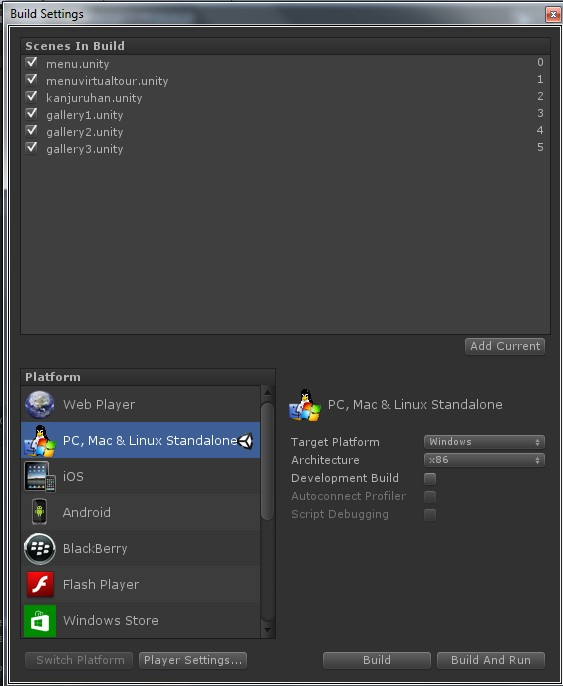 Build Settings
Scenes In Build
menu.unity 0
menuvirtualtour.unity 1
kanjuruhan.unity 2
gallery1.unity 3
gallery2.unity 4
gallery3.unity 5
Add Current
Platform
Web Player
PC, Mac & Linux Standalone
iOS
Android
BlackBerry
Flash Player
Windows Store
PC, Mac & Linux Standalone
Target Platform Windows
Architecture x86
Development Build
Autoconnect Profiler
Script Debugging
Switch Platform Player Settings... Build Build And Run